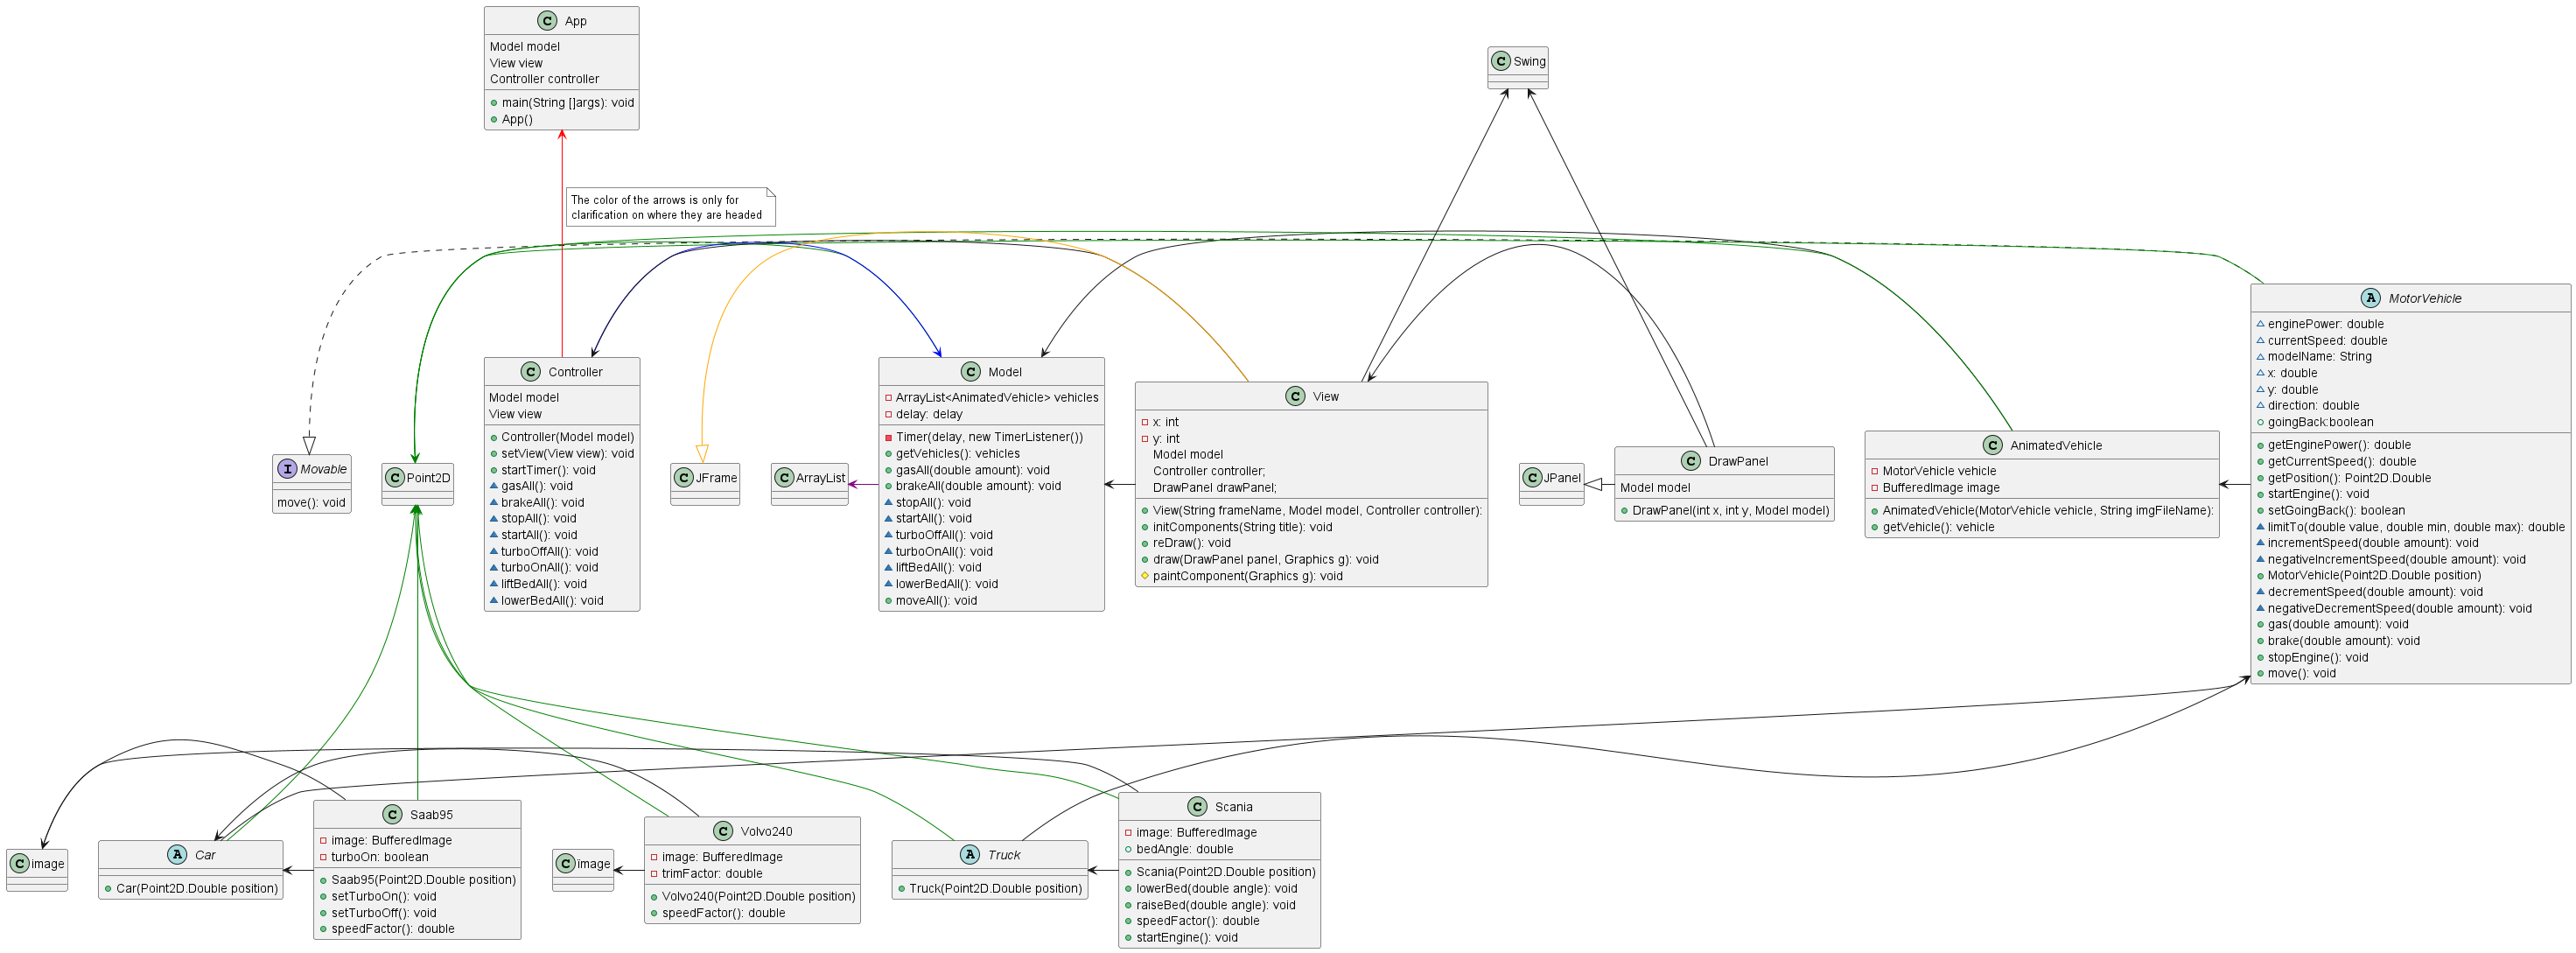 App
Model model
View view
Controller controller
main(String []args): void
App()
Swing
The color of the arrows is only for
clarification on where they are headed
Movable
move(): void
Point2D
Controller
Model model
View view
Controller(Model model)
setView(View view): void
startTimer(): void
gasAll(): void
brakeAll(): void
stopAll(): void
startAll(): void
turboOffAll(): void
turboOnAll(): void
liftBedAll(): void
lowerBedAll(): void
JFrame
ArrayList
Model
ArrayList<AnimatedVehicle> vehicles
delay: delay
Timer(delay, new TimerListener())
getVehicles(): vehicles
gasAll(double amount): void
brakeAll(double amount): void
stopAll(): void
startAll(): void
turboOffAll(): void
turboOnAll(): void
liftBedAll(): void
lowerBedAll(): void
moveAll(): void
View
x: int
y: int
Model model
Controller controller;
DrawPanel drawPanel;
View(String frameName, Model model, Controller controller):
initComponents(String title): void
reDraw(): void
draw(DrawPanel panel, Graphics g): void
paintComponent(Graphics g): void
JPanel
DrawPanel
Model model
DrawPanel(int x, int y, Model model)
AnimatedVehicle
MotorVehicle vehicle
BufferedImage image
AnimatedVehicle(MotorVehicle vehicle, String imgFileName):
getVehicle(): vehicle
MotorVehicle
enginePower: double
currentSpeed: double
modelName: String
x: double
y: double
direction: double
goingBack:boolean
getEnginePower(): double
getCurrentSpeed(): double
getPosition(): Point2D.Double
startEngine(): void
setGoingBack(): boolean
limitTo(double value, double min, double max): double
incrementSpeed(double amount): void
negativeIncrementSpeed(double amount): void
MotorVehicle(Point2D.Double position)
decrementSpeed(double amount): void
negativeDecrementSpeed(double amount): void
gas(double amount): void
brake(double amount): void
stopEngine(): void
move(): void
image
Car
Car(Point2D.Double position)
Saab95
image: BufferedImage
turboOn: boolean
Saab95(Point2D.Double position)
setTurboOn(): void
setTurboOff(): void
speedFactor(): double
ïmage
Volvo240
image: BufferedImage
trimFactor: double
Volvo240(Point2D.Double position)
speedFactor(): double
Truck
Truck(Point2D.Double position)
Scania
image: BufferedImage
bedAngle: double
Scania(Point2D.Double position)
lowerBed(double angle): void
raiseBed(double angle): void
speedFactor(): double
startEngine(): void